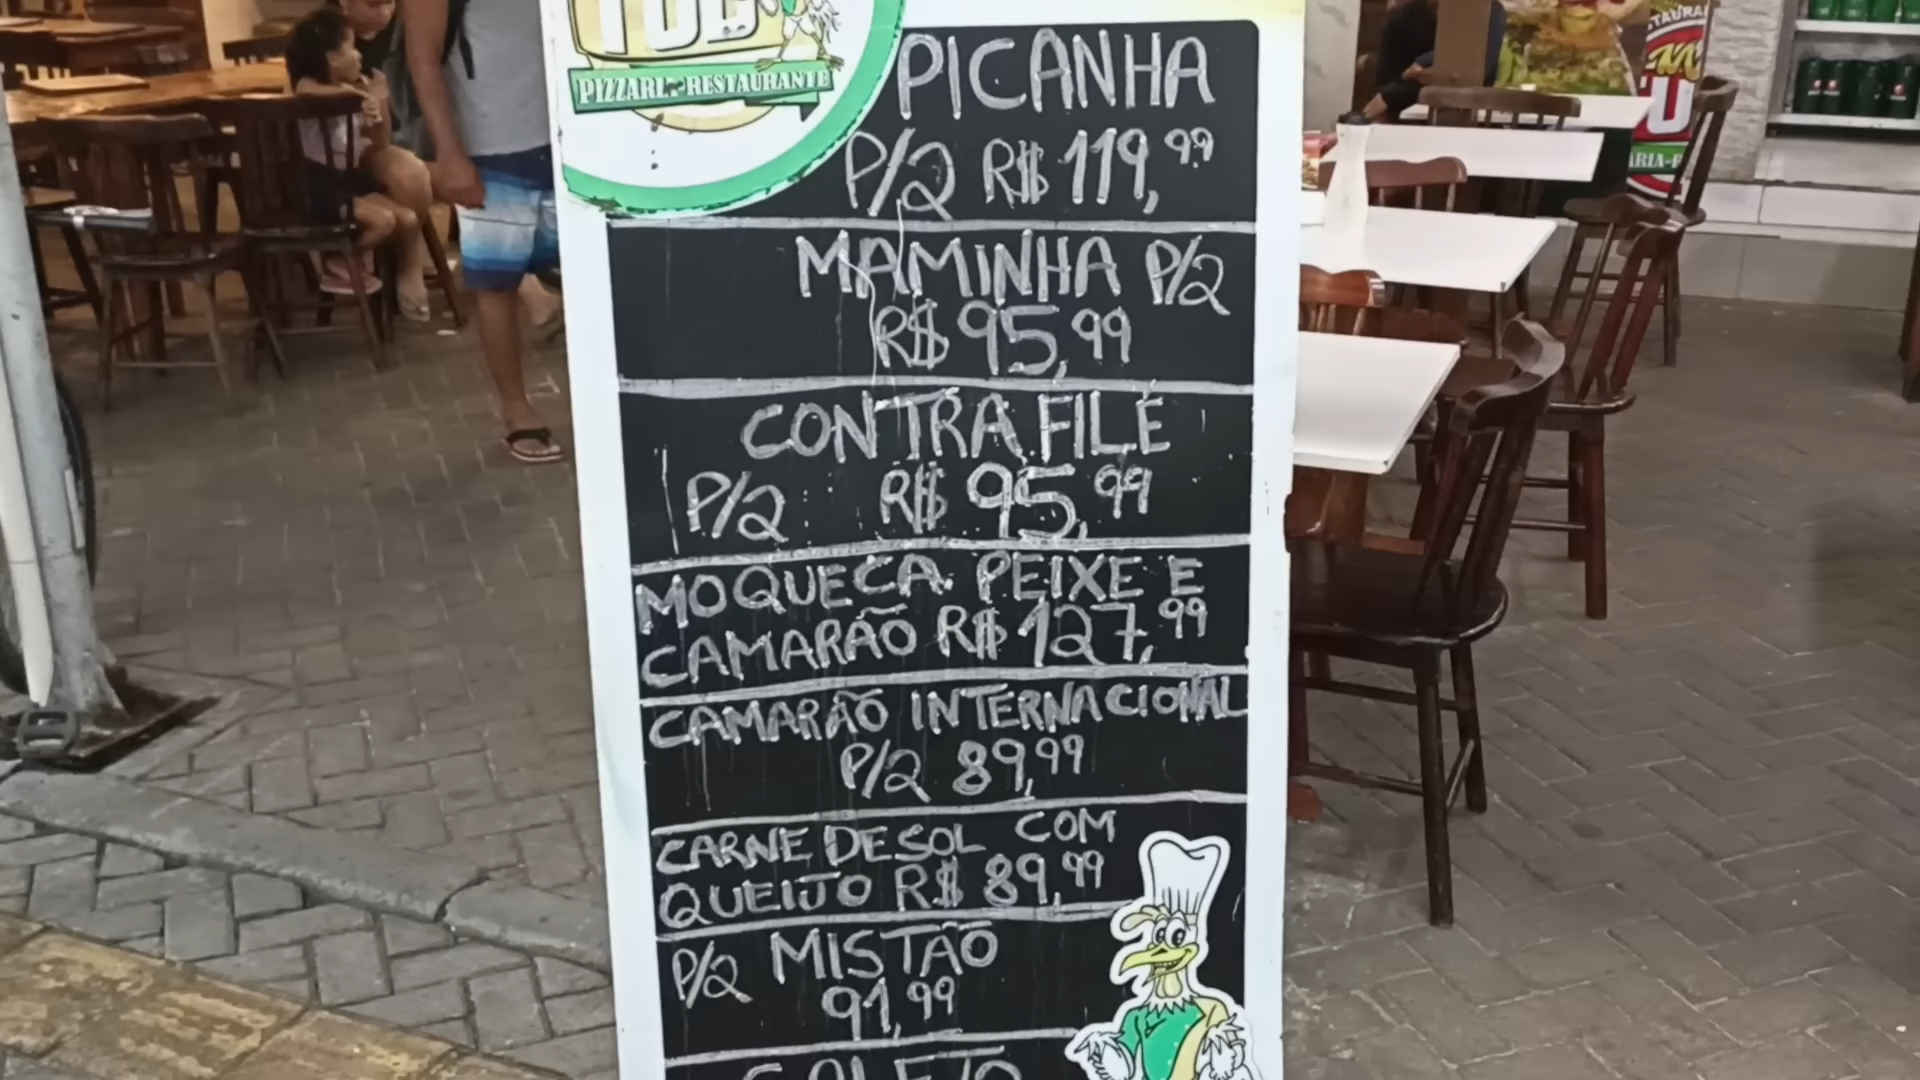 PIZZARIA-RESTAURANTE
PICANHA
P/2 R$ 119,99
MAMINHA P/2
R$ 95,99
CONTRA FILÉ
P/2 R$ 95,99
MOQUECA PEIXE E
CAMARÃO R$ 127,99
CAMARÃO INTERNACIONAL
P/2 89,99
CARNE DE SOL COM
QUEIJO R$ 89,99
P/2 MISTÃO
91,99